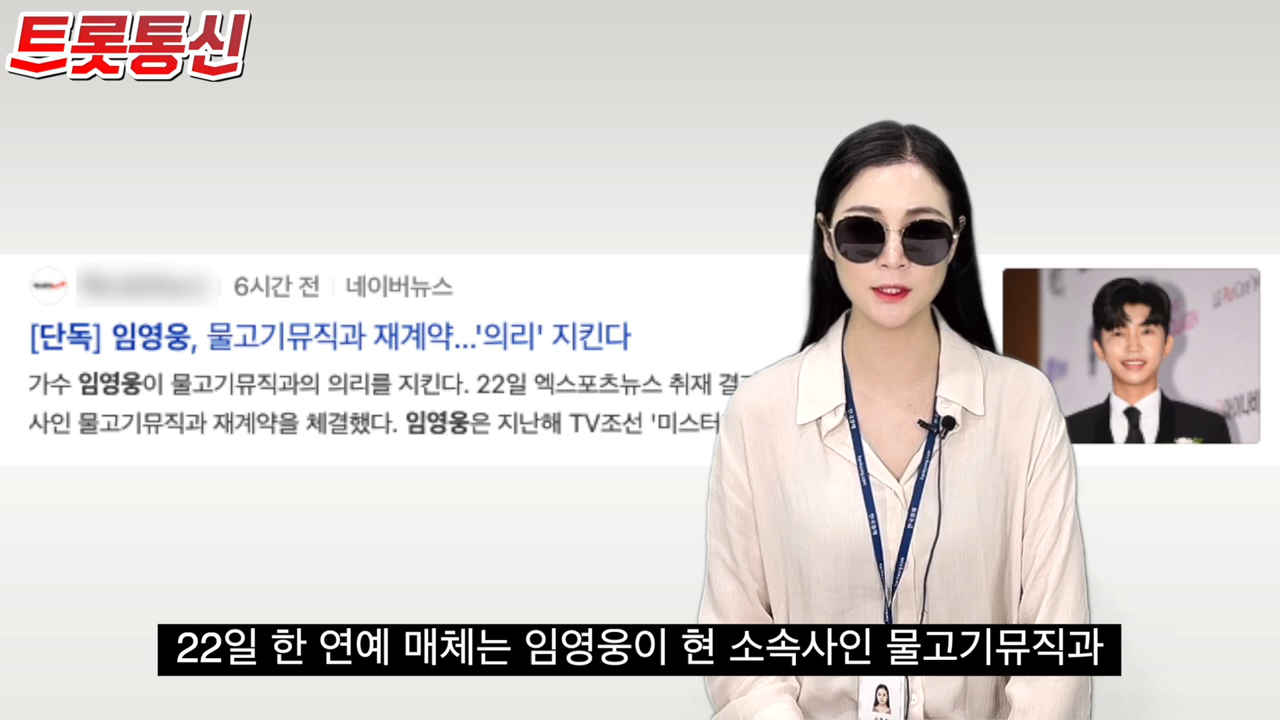 트롯통신
6시간 전
네이버뉴스
[단독] 임영웅, 물고기뮤직과 재계약...'의리' 지킨다
가수 임영웅이 물고기뮤직과의 의리를 지킨다. 22일 엑스포츠뉴스 취재
사인 물고기뮤직과 재계약을 체결했다. 임영웅은 지난해 TV조선 '미스터
22일 한 연예 매체는 임영웅이 현 소속사인 물고기뮤직과